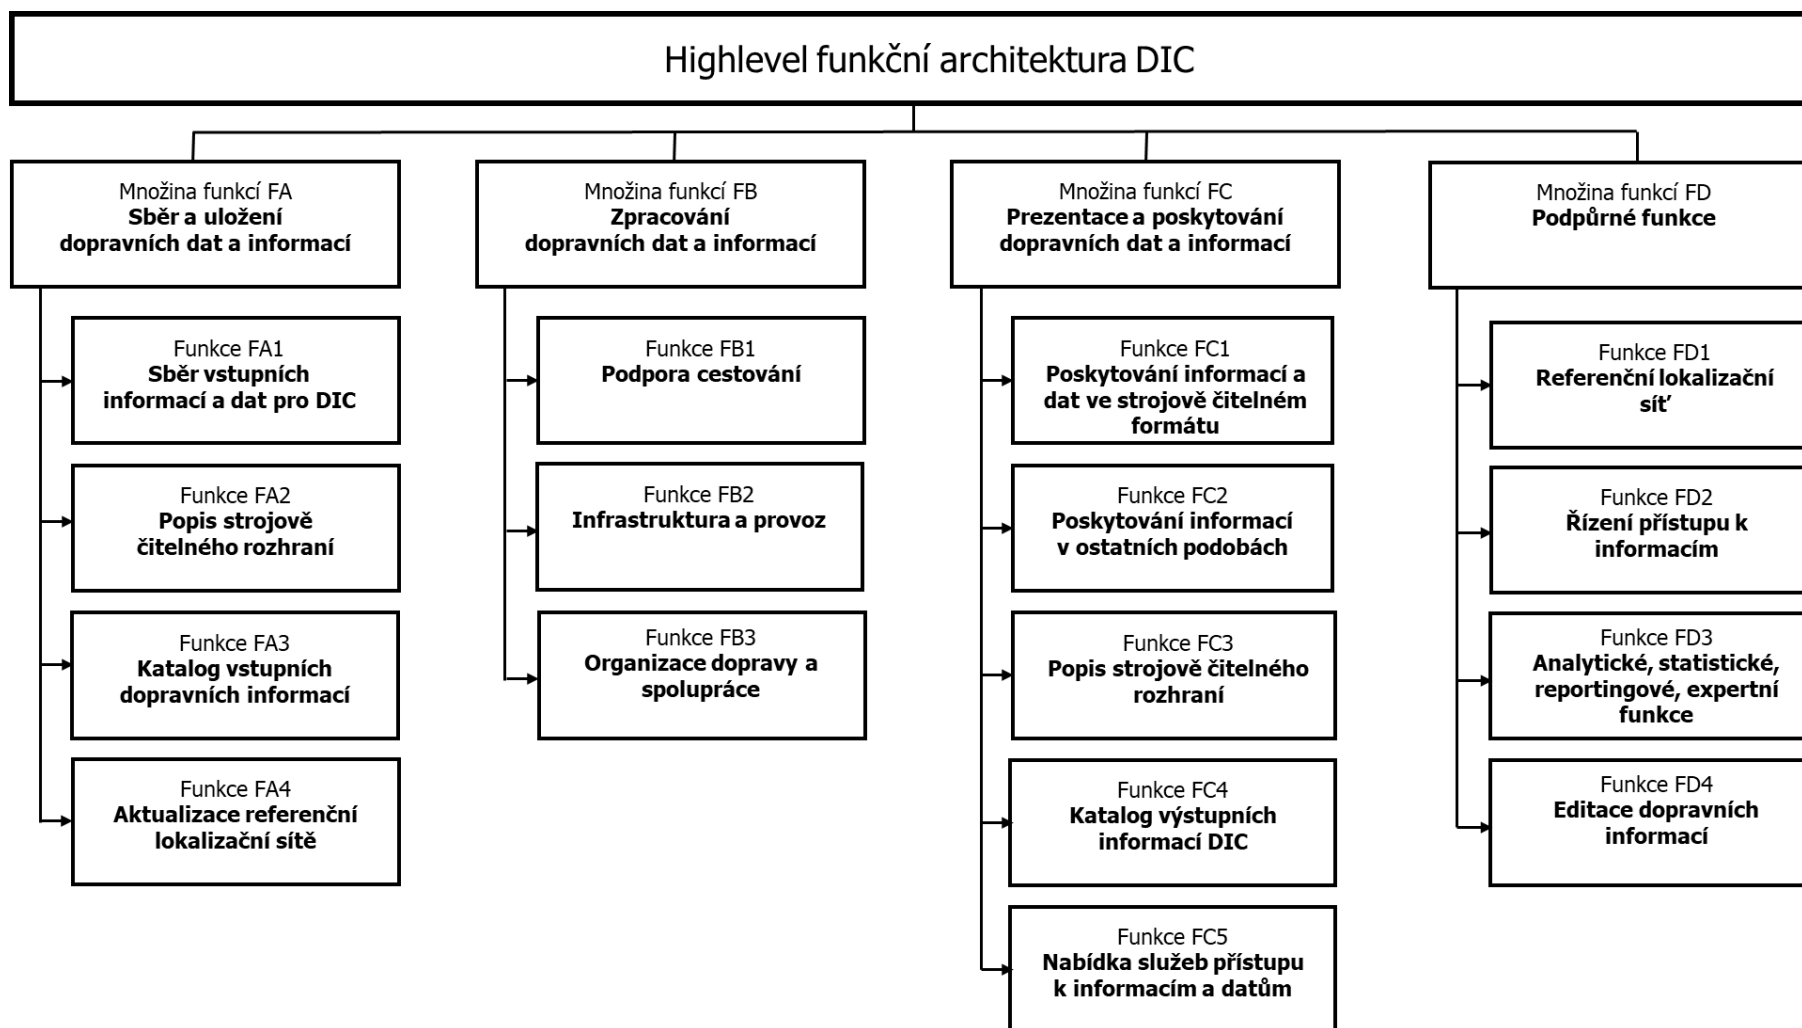 Highlevel funkční architektura DIC
Množina funkcí FA
Sběr a uložení
dopravních dat a informací
Funkce FA1
Sběr vstupních
informací a dat pro DIC
Funkce FA2
Popis strojově
čitelného rozhraní
Funkce FA3
Katalog vstupních
dopravních informací
Funkce FA4
Aktualizace referenční
lokalizační sítě
Množina funkcí FB
Zpracování
dopravních dat a informací
Funkce FB1
Podpora cestování
Funkce FB2
Infrastruktura a provoz
Funkce FB3
Organizace dopravy a
spolupráce
Množina funkcí FC
Prezentace a poskytování
dopravních dat a informací
Funkce FC1
Poskytování informací a
dat ve strojově čitelném
formátu
Funkce FC2
Poskytování informací
v ostatních podobách
Funkce FC3
Popis strojově čitelného
rozhraní
Funkce FC4
Katalog výstupních
informací DIC
Funkce FC5
Nabídka služeb přístupu
k informacím a datům
Množina funkcí FD
Podpůrné funkce
Funkce FD1
Referenční lokalizační
síť
Funkce FD2
Řízení přístupu k
informacím
Funkce FD3
Analytické, statistické,
reportingové, expertní
funkce
Funkce FD4
Editace dopravních
informací